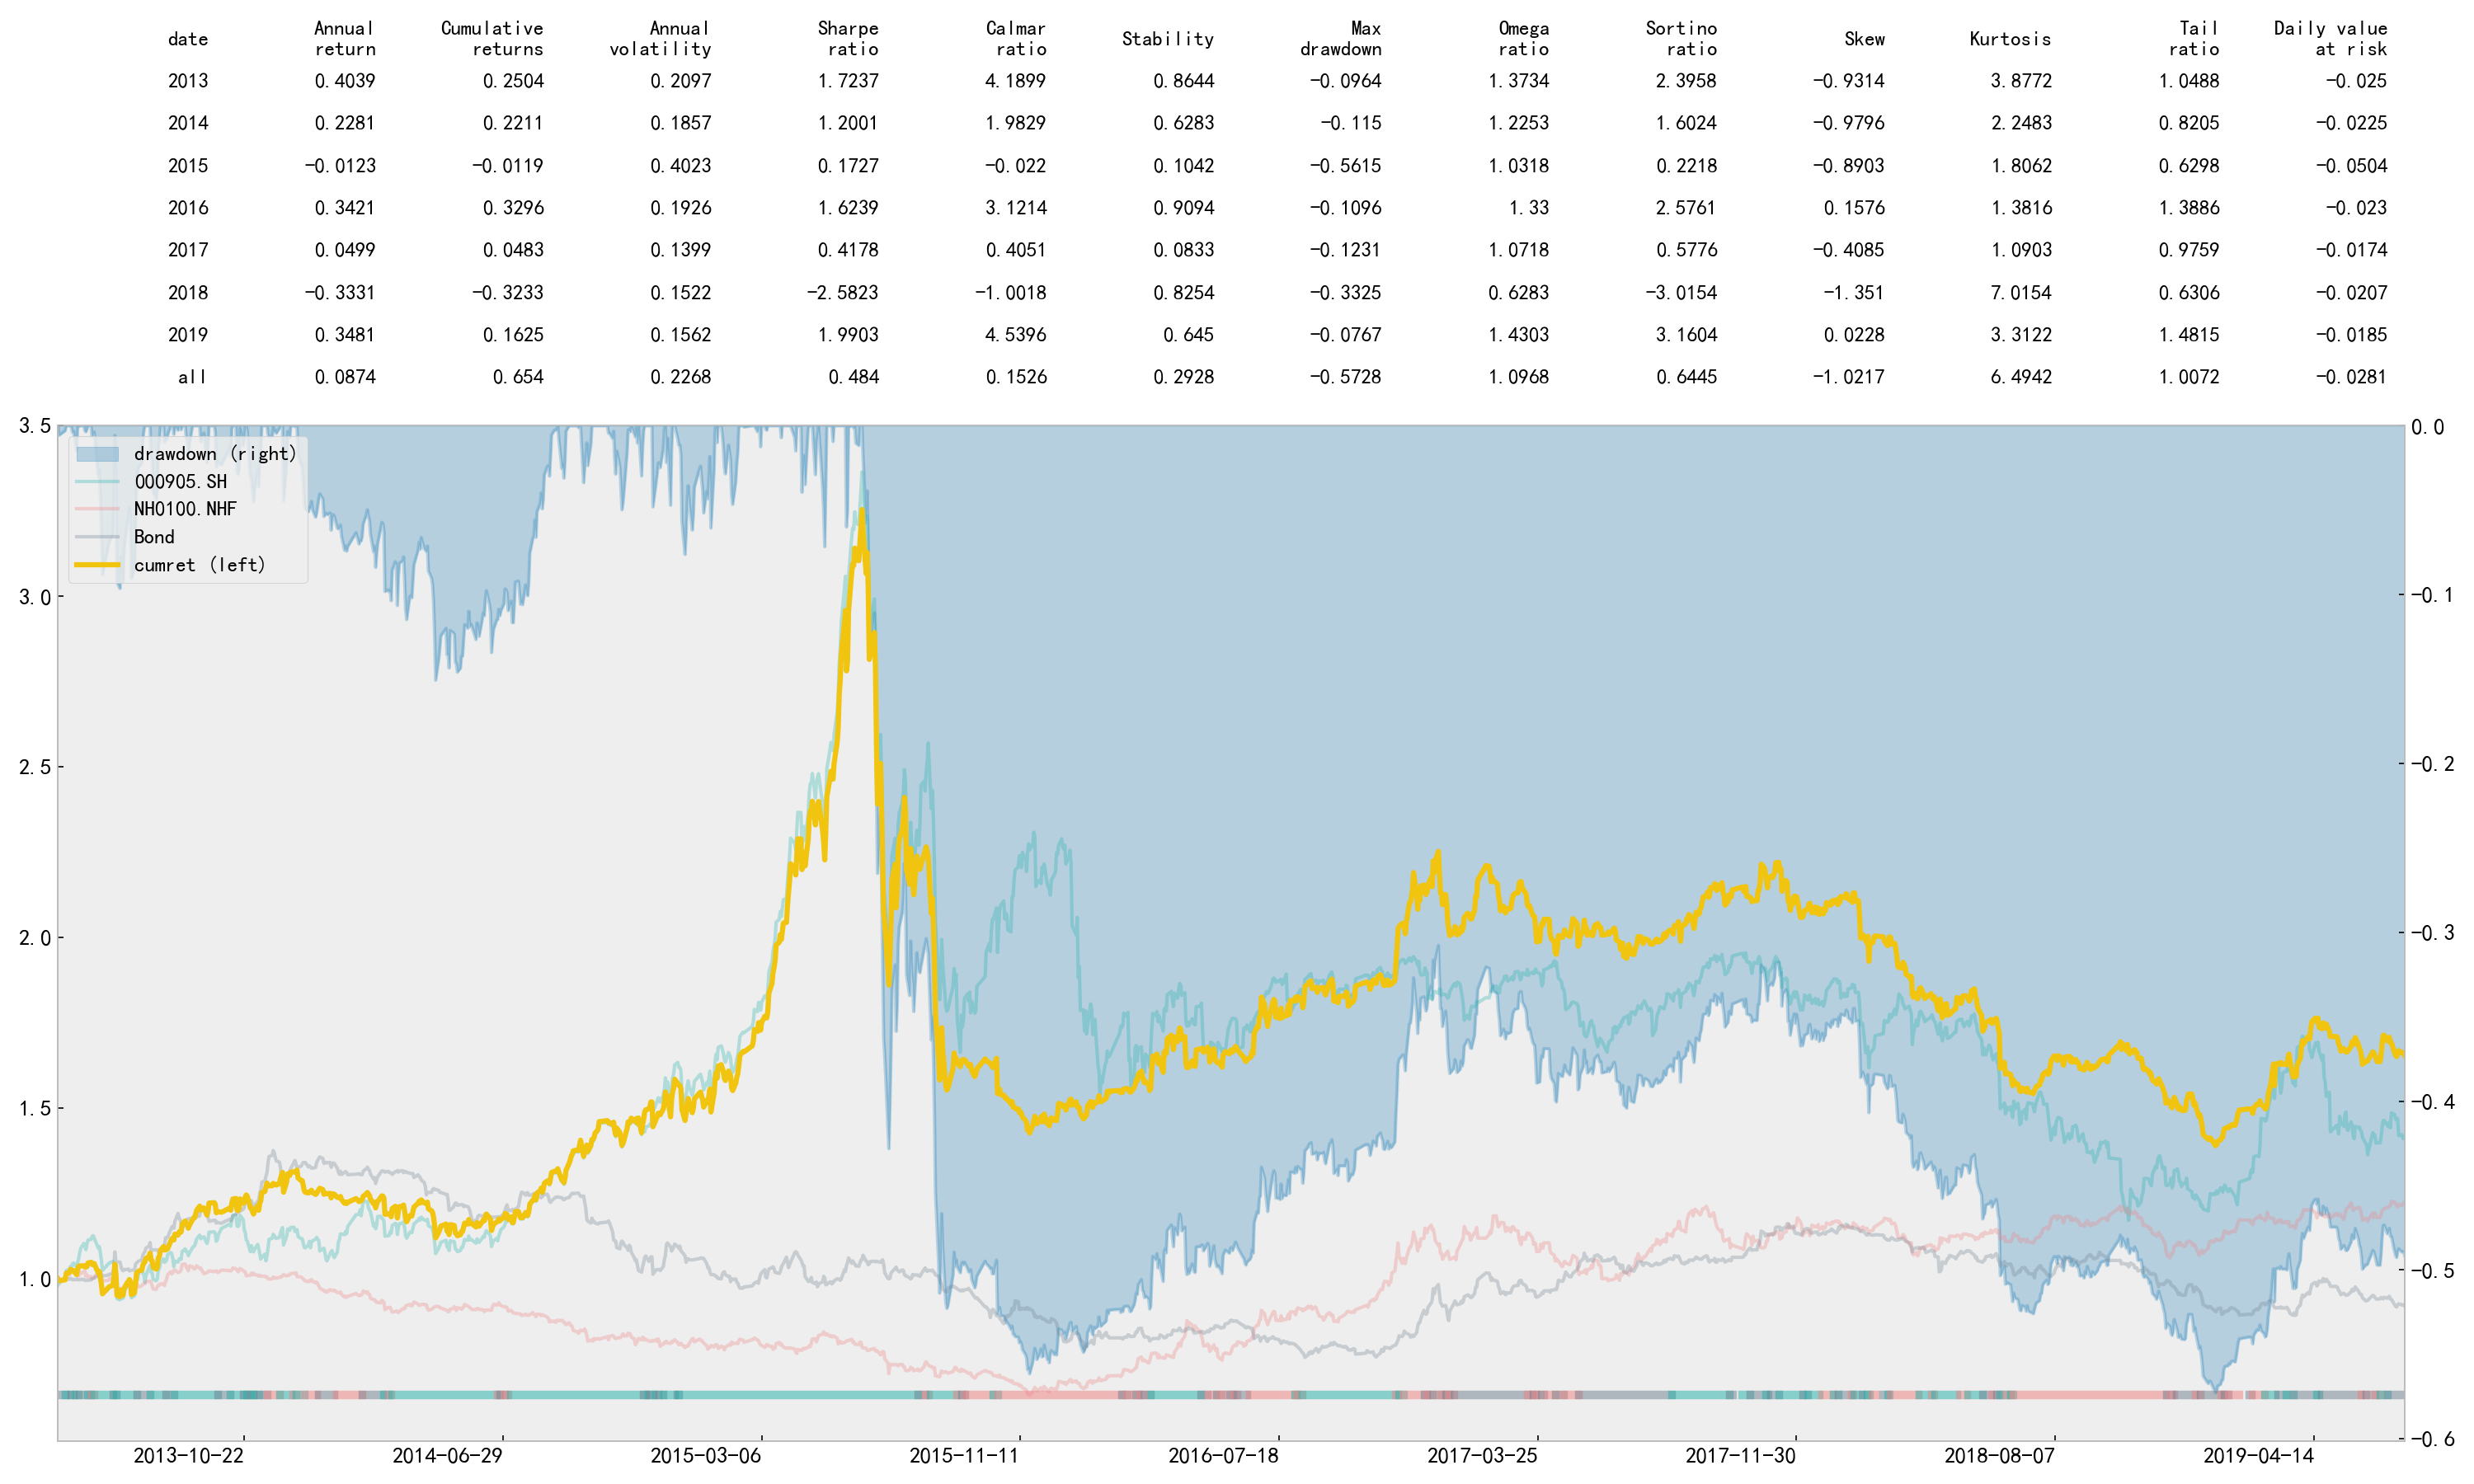 date Annual return Cumulative returns Annual volatility Sharpe ratio Calmar ratio Stability Max drawdown Omega ratio Sortino ratio Skew Kurtosis Tail ratio Daily value at risk
2013 0.4039 0.2504 0.2097 1.7237 4.1899 0.8644 −0.0964 1.3734 2.3958 −0.9314 3.8772 1.0488 −0.025
2014 0.2281 0.2211 0.1857 1.2001 1.9829 0.6283 −0.115 1.2253 1.6024 −0.9796 2.2483 0.8205 −0.0225
2015 −0.0123 −0.0119 0.4023 0.1727 −0.022 0.1042 −0.5615 1.0318 0.2218 −0.8903 1.8062 0.6298 −0.0504
2016 0.3421 0.3296 0.1926 1.6239 3.1214 0.9094 −0.1096 1.33 2.5761 0.1576 1.3816 1.3886 −0.023
2017 0.0499 0.0483 0.1399 0.4178 0.4051 0.0833 −0.1231 1.0718 0.5776 −0.4085 1.0903 0.9759 −0.0174
2018 −0.3331 −0.3233 0.1522 −2.5823 −1.0018 0.8254 −0.3325 0.6283 −3.0154 −1.351 7.0154 0.6306 −0.0207
2019 0.3481 0.1625 0.1562 1.9903 4.5396 0.645 −0.0767 1.4303 3.1604 0.0228 3.3122 1.4815 −0.0185
all 0.0874 0.654 0.2268 0.484 0.1526 0.2928 −0.5728 1.0968 0.6445 −1.0217 6.4942 1.0072 −0.0281
drawdown (right)
000905.SH
NH0100.NHF
Bond
cumret (left)
3.5
3.0
2.5
2.0
1.5
1.0
0.0
−0.1
−0.2
−0.3
−0.4
−0.5
−0.6
2013−10−22 2014−06−29 2015−03−06 2015−11−11 2016−07−18 2017−03−25 2017−11−30 2018−08−07 2019−04−14